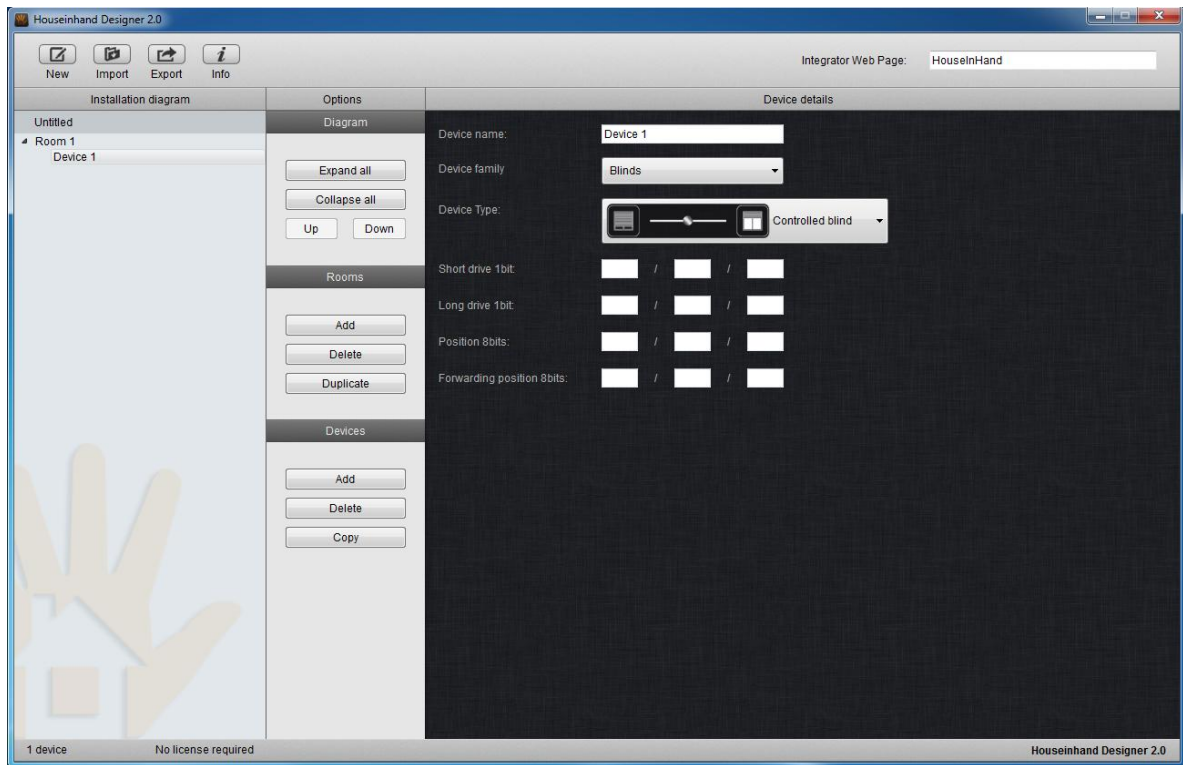 Houseinhand Designer 2.0
New Import Export Info Integrator Web Page: HouseInHand
Installation diagram Options Device details
Untitled
Room 1
Device 1
Diagram
Expand all
Collapse all
Up Down
Rooms
Add
Delete
Duplicate
Devices
Add
Delete
Copy
Device name: Device 1
Device family Blinds
Device Type: Controlled blind
Short drive 1bit: / /
Long drive 1bit: / /
Position 8bits: / /
Forwarding position 8bits: / /
1 device No license required Houseinhand Designer 2.0